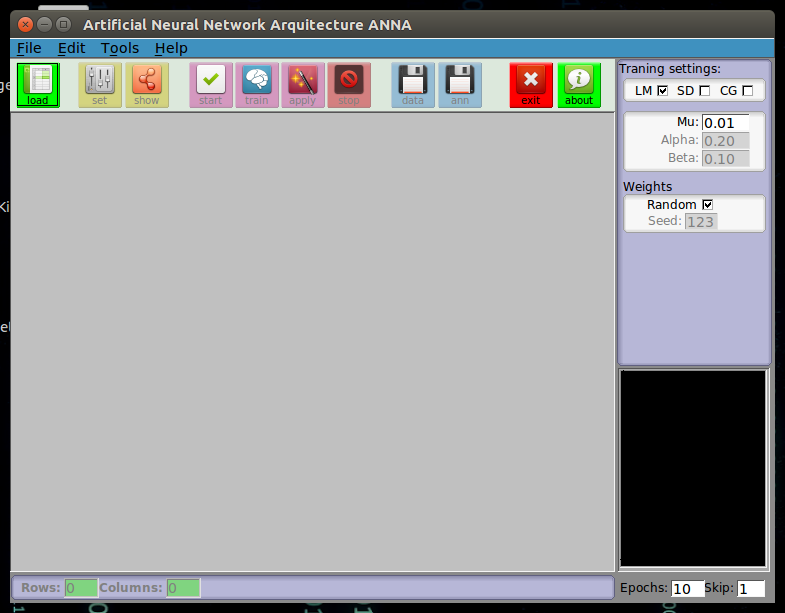 Artificial Neural Network Arquitecture ANNA
File Edit Tools Help
load set show start train apply stop data ann exit about
Traning settings:
LM SD CG
Mu: 0.01
Alpha: 0.20
Beta: 0.10
Weights
Random
Seed: 123
Rows: 0 Columns: 0
Epochs: 10 Skip: 1